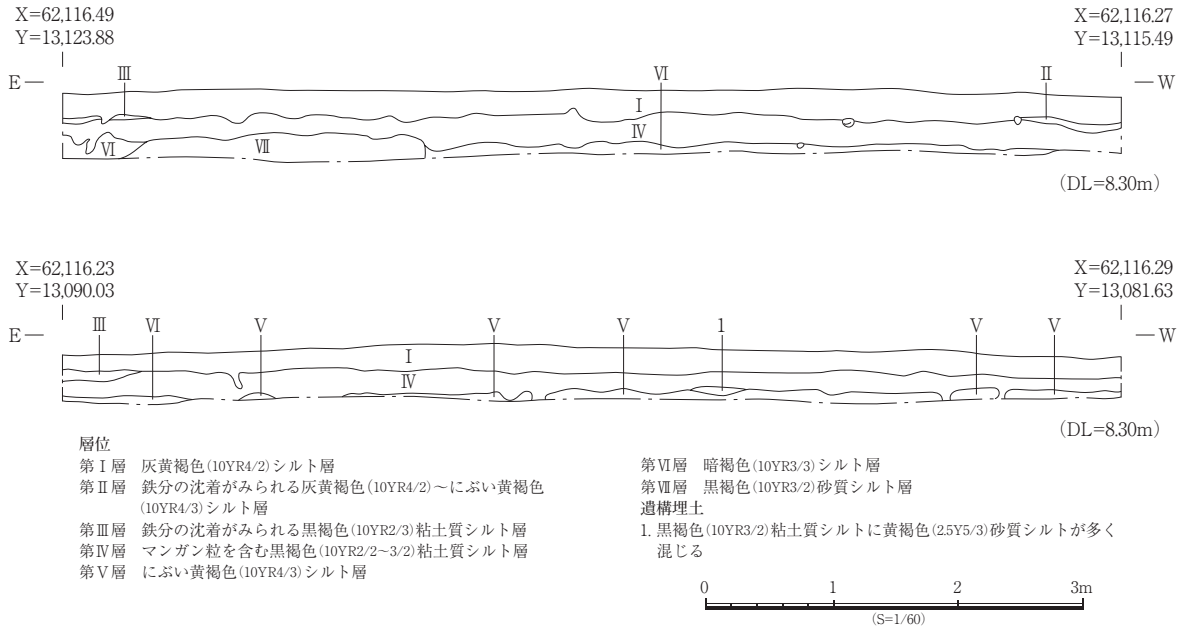 X=62,116.49
Y=13,123.88
X=62,116.27
Y=13,115.49
E
Ⅲ
Ⅵ
Ⅱ
W
Ⅰ
Ⅳ
Ⅵ
Ⅶ
(DL=8.30m)
X=62,116.23
Y=13,090.03
X=62,116.29
Y=13,081.63
E
Ⅲ
Ⅵ
Ⅴ
Ⅴ
Ⅴ
1
Ⅴ
Ⅴ
W
Ⅰ
Ⅳ
(DL=8.30m)
層位
第Ⅰ層 灰黄褐色(10YR4/2)シルト層
第Ⅱ層 鉄分の沈着がみられる灰黄褐色(10YR4/2)～にぶい黄褐色
(10YR4/3)シルト層
第Ⅲ層 鉄分の沈着がみられる黒褐色(10YR2/3)粘土質シルト層
第Ⅳ層 マンガン粒を含む黒褐色(10YR2/2~3/2)粘土質シルト層
第Ⅴ層 にぶい黄褐色(10YR4/3)シルト層
第Ⅵ層 暗褐色(10YR3/3)シルト層
第Ⅶ層 黒褐色(10YR3/2)砂質シルト層
遺構埋土
1. 黒褐色(10YR3/2)粘土質シルトに黄褐色(2.5Y5/3)砂質シルトが多く
混じる
0 1 2 3m
(S=1/60)